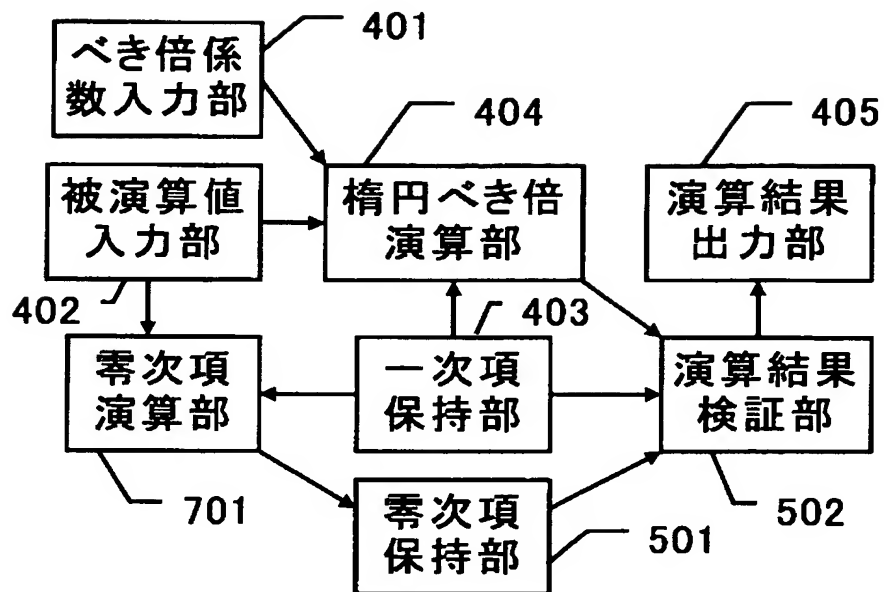 べき倍係
数入力部
401
404
405
被演算値
入力部
402
楕円べき倍
演算部
演算結果
出力部
403
零次項
演算部
701
一次項
保持部
演算結果
検証部
502
零次項
保持部
501